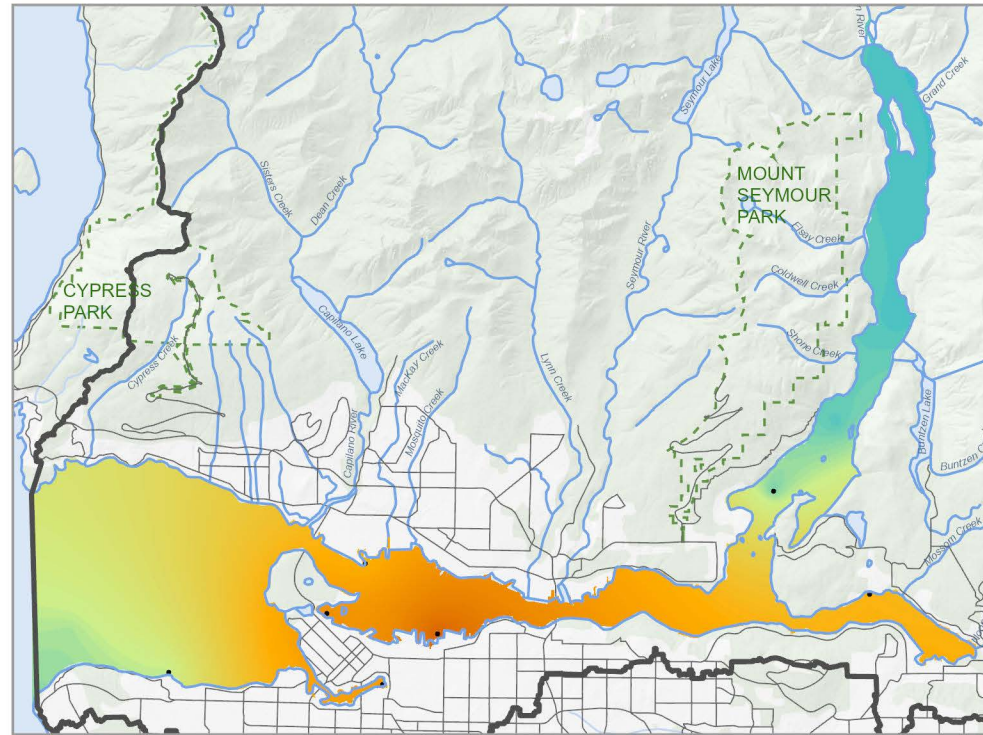 River
Grand Creek
Seymour Lake
MOUNT
SEYMOUR
PARK
Sisters Creek
Dean Creek
Elsay Creek
Seymour River
Coldwell Creek
CYPRESS
PARK
Capilano Lake
Shone Creek
Cypress Creek
MacKay Creek
Lynn Creek
Buntzen Lake
Mosquito Creek
Capilano River
Buntzen
Mossom Creek